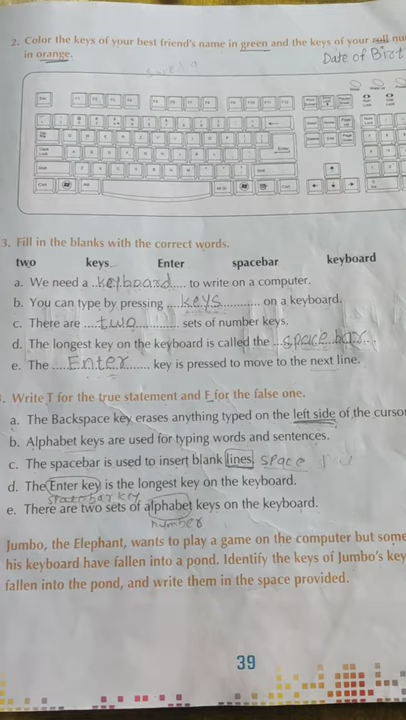 2. Color the keys of your best friend's name in green and the keys of your roll nu
in orange.
Date of Birt
3. Fill in the blanks with the correct words.
two keys Enter spacebar keyboard
a. We need a ..keyboard..... to write on a computer.
b. You can type by pressing ....keys............ on a keyboard.
c. There are ....two............. sets of number keys.
d. The longest key on the keyboard is called the ...space bar...
e. The .....Enter....... key is pressed to move to the next line.
. Write T for the true statement and F for the false one.
a. The Backspace key erases anything typed on the left side of the cursor
b. Alphabet keys are used for typing words and sentences.
c. The spacebar is used to insert blank lines. space
d. The Enter key is the longest key on the keyboard.
spacebar key
e. There are two sets of alphabet keys on the keyboard.
number
Jumbo, the Elephant, wants to play a game on the computer but some
his keyboard have fallen into a pond. Identify the keys of Jumbo's key
fallen into the pond, and write them in the space provided.
39